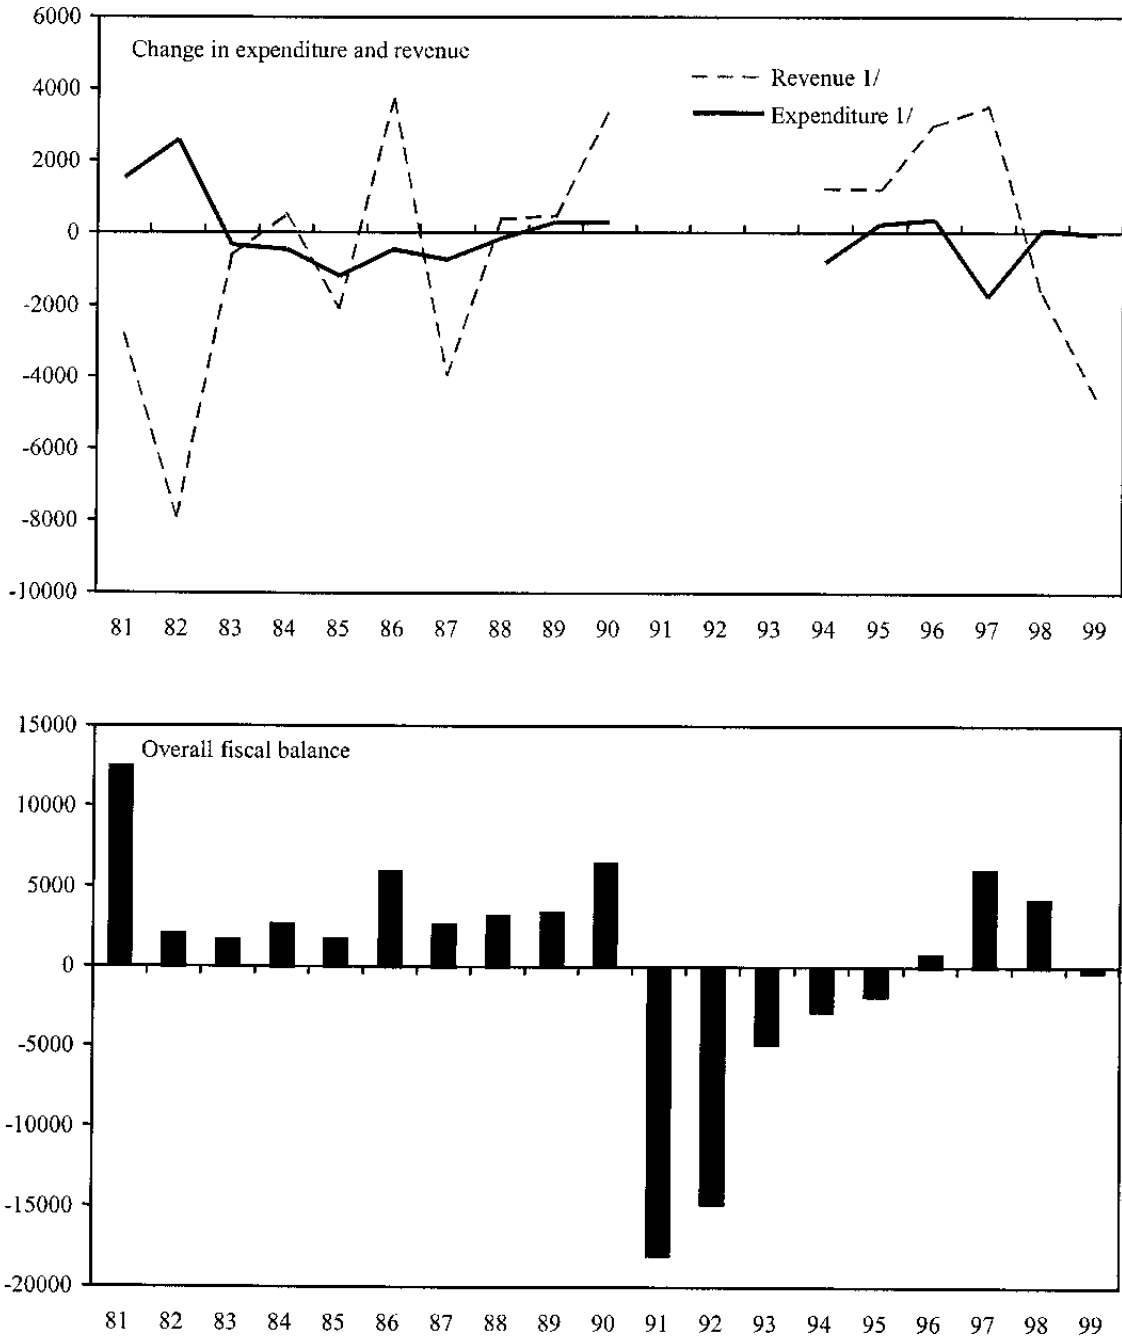 6000
Change in expenditure and revenue
Revenue 1/
4000
Expenditure 1/
2000
0
-2000
-4000
-6000
-8000
-10000
81 82 83 84 85 86 87 88 89 90 91 92 93 94 95 96 97 98 99
15000
Overall fiscal balance
10000
5000
0
-5000
-10000
-15000
-20000
81 82 83 84 85 86 87 88 89 90 91 92 93 94 95 96 97 98 99